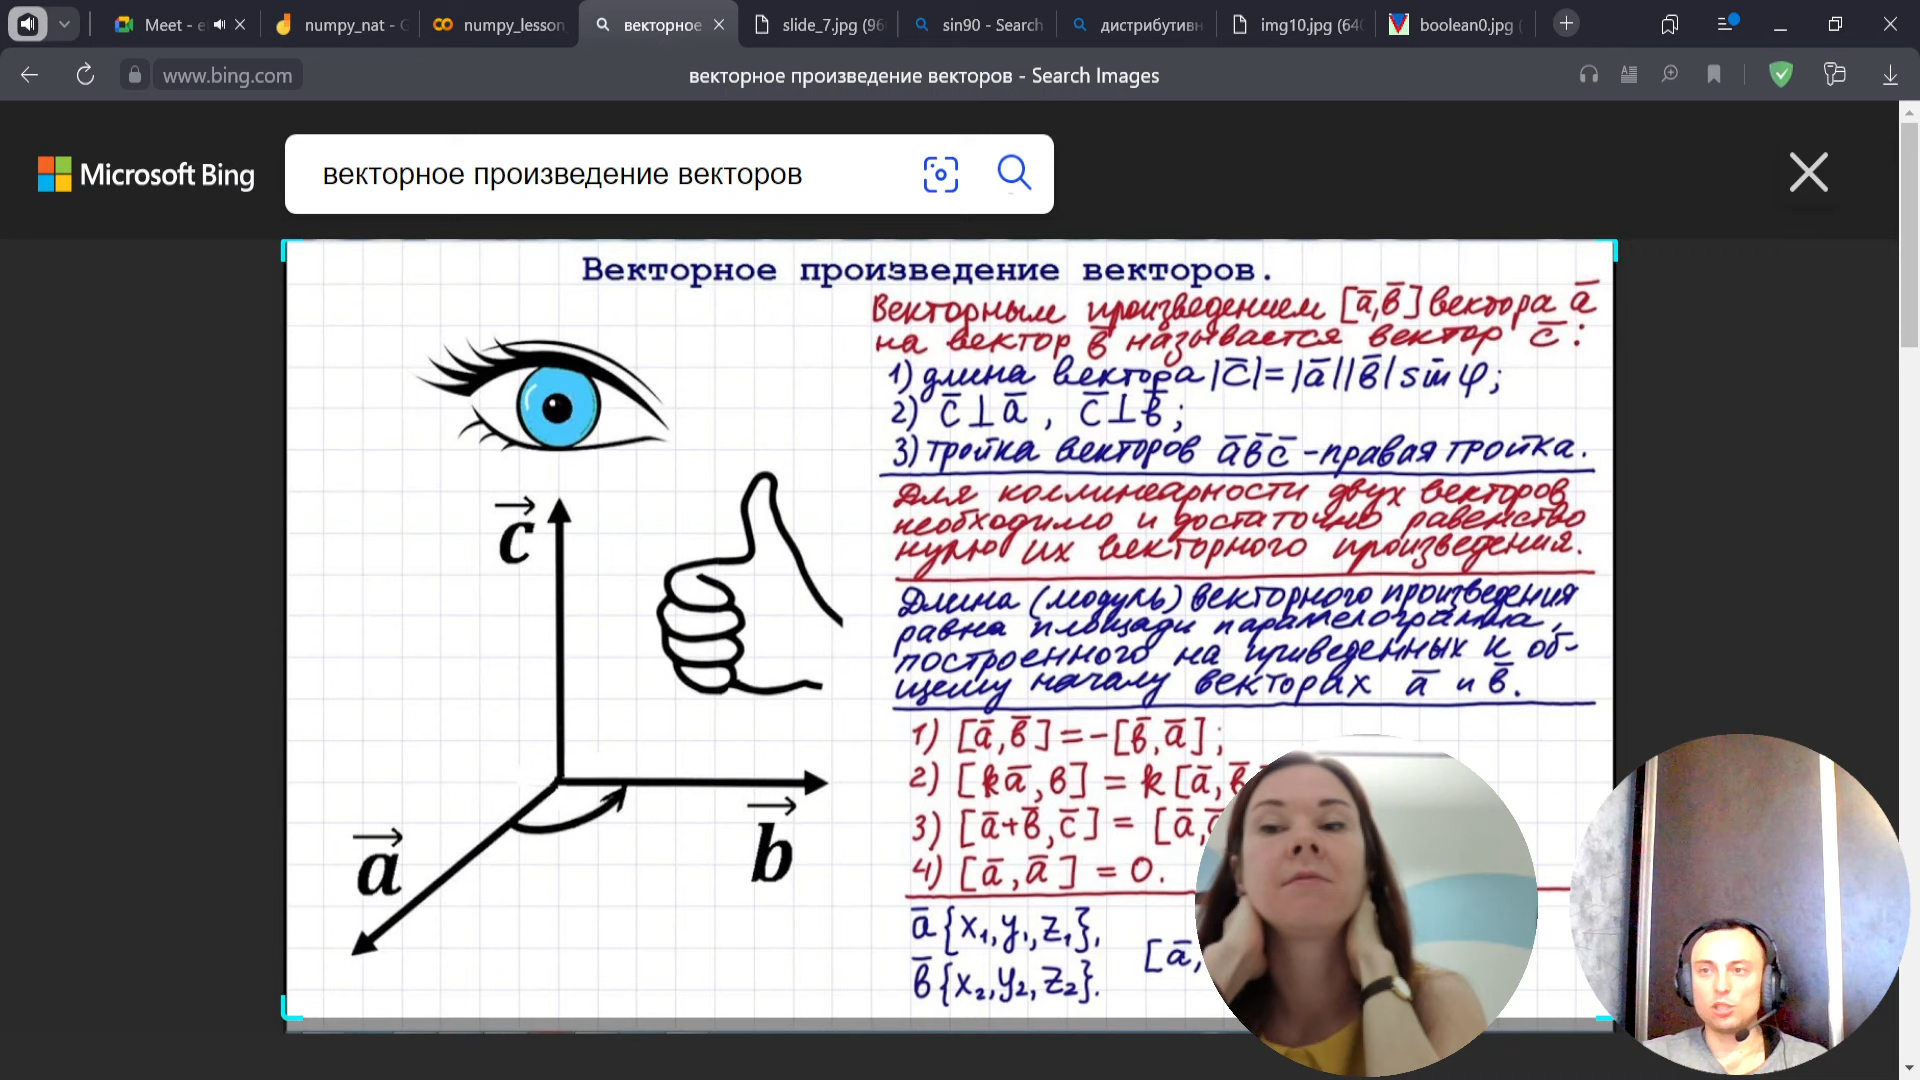 Meet - e
numpy_nat - G
numpy_lesson
векторное
slide_7.jpg (96
sin90 - Search
дистрибутивн
img10.jpg (64
boolean0.jpg (
www.bing.com
векторное произведение векторов - Search Images
Microsoft Bing
векторное произведение векторов
Векторное произведение векторов.
Векторным произведением [a̅,b̅] вектора a̅
на вектор b̅ называется вектор c̅:
1) длина вектора |c̅|=|a̅||b̅| sin φ;
2) c̅⊥a̅, c̅⊥b̅;
3) тройка векторов a̅b̅c̅-правая тройка.
Для коллинеарности двух векторов
необходимо и достаточно равенство
нулю их векторного произведения.
Длина (модуль) векторного произведения
равна площади параллелограмма,
построенного на приведенных к об-
щему началу векторах a̅ и b̅.
1) [a̅,b̅]=-[b̅,a̅];
2) [ka̅,b] = k[a̅,b̅
3) [a̅+b̅,c̅] = [a̅,
4) [a̅,a̅] = 0.
a̅{x₁,y₁,z₁},
b̅{x₂,y₂,z₂}.
[a̅,
c⃗
a⃗
b⃗